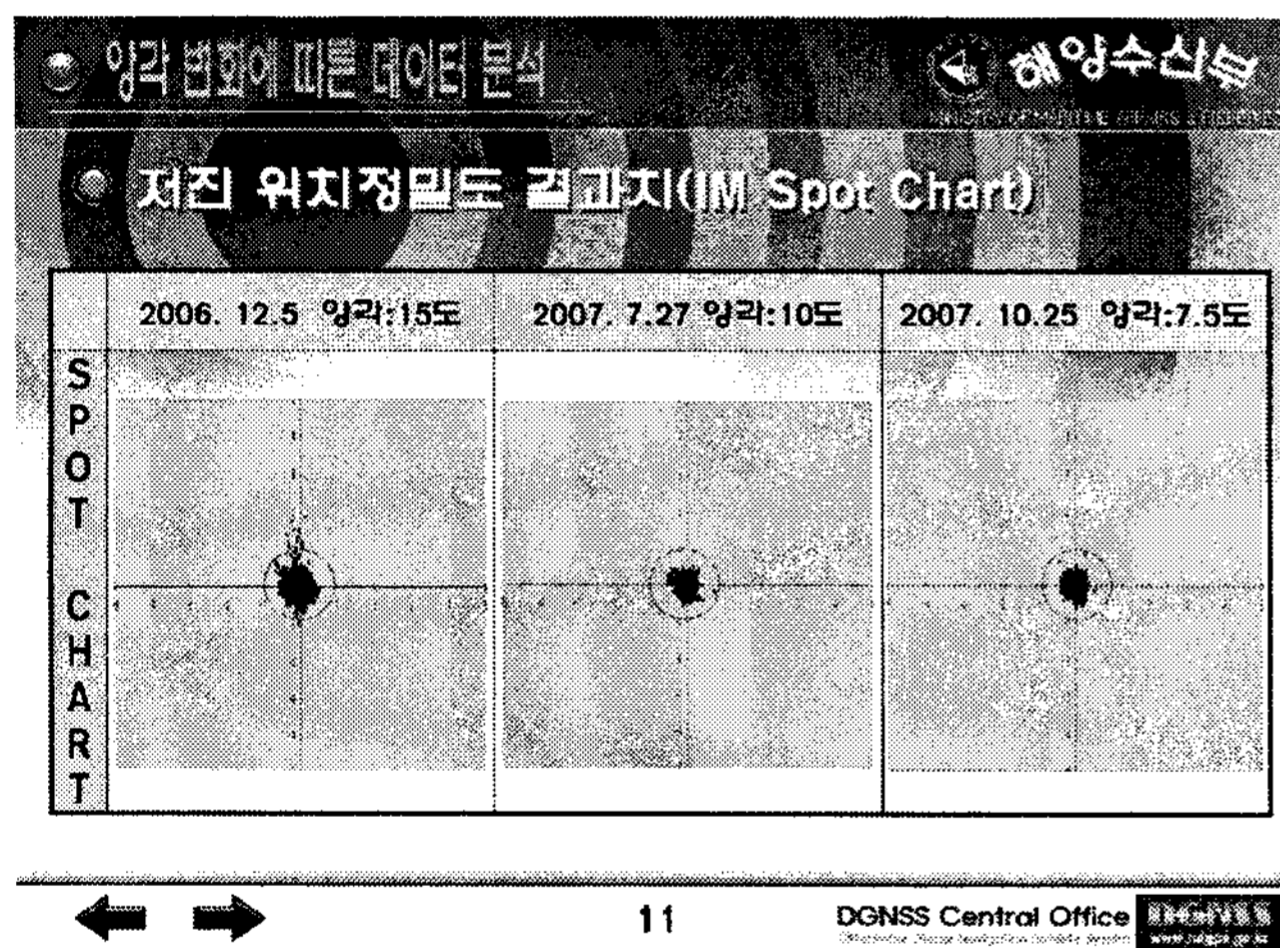 양각 변화에 따른 데이터 분석
해양수산부
저진 위치정밀도 결과지(IM Spot Chart)
2006. 12.5 앙각:15도
2007. 7.27 앙각:10도
2007. 10.25 앙각:7.5도
SPOT CHART
11
DGNSS Central Office
DGNSS